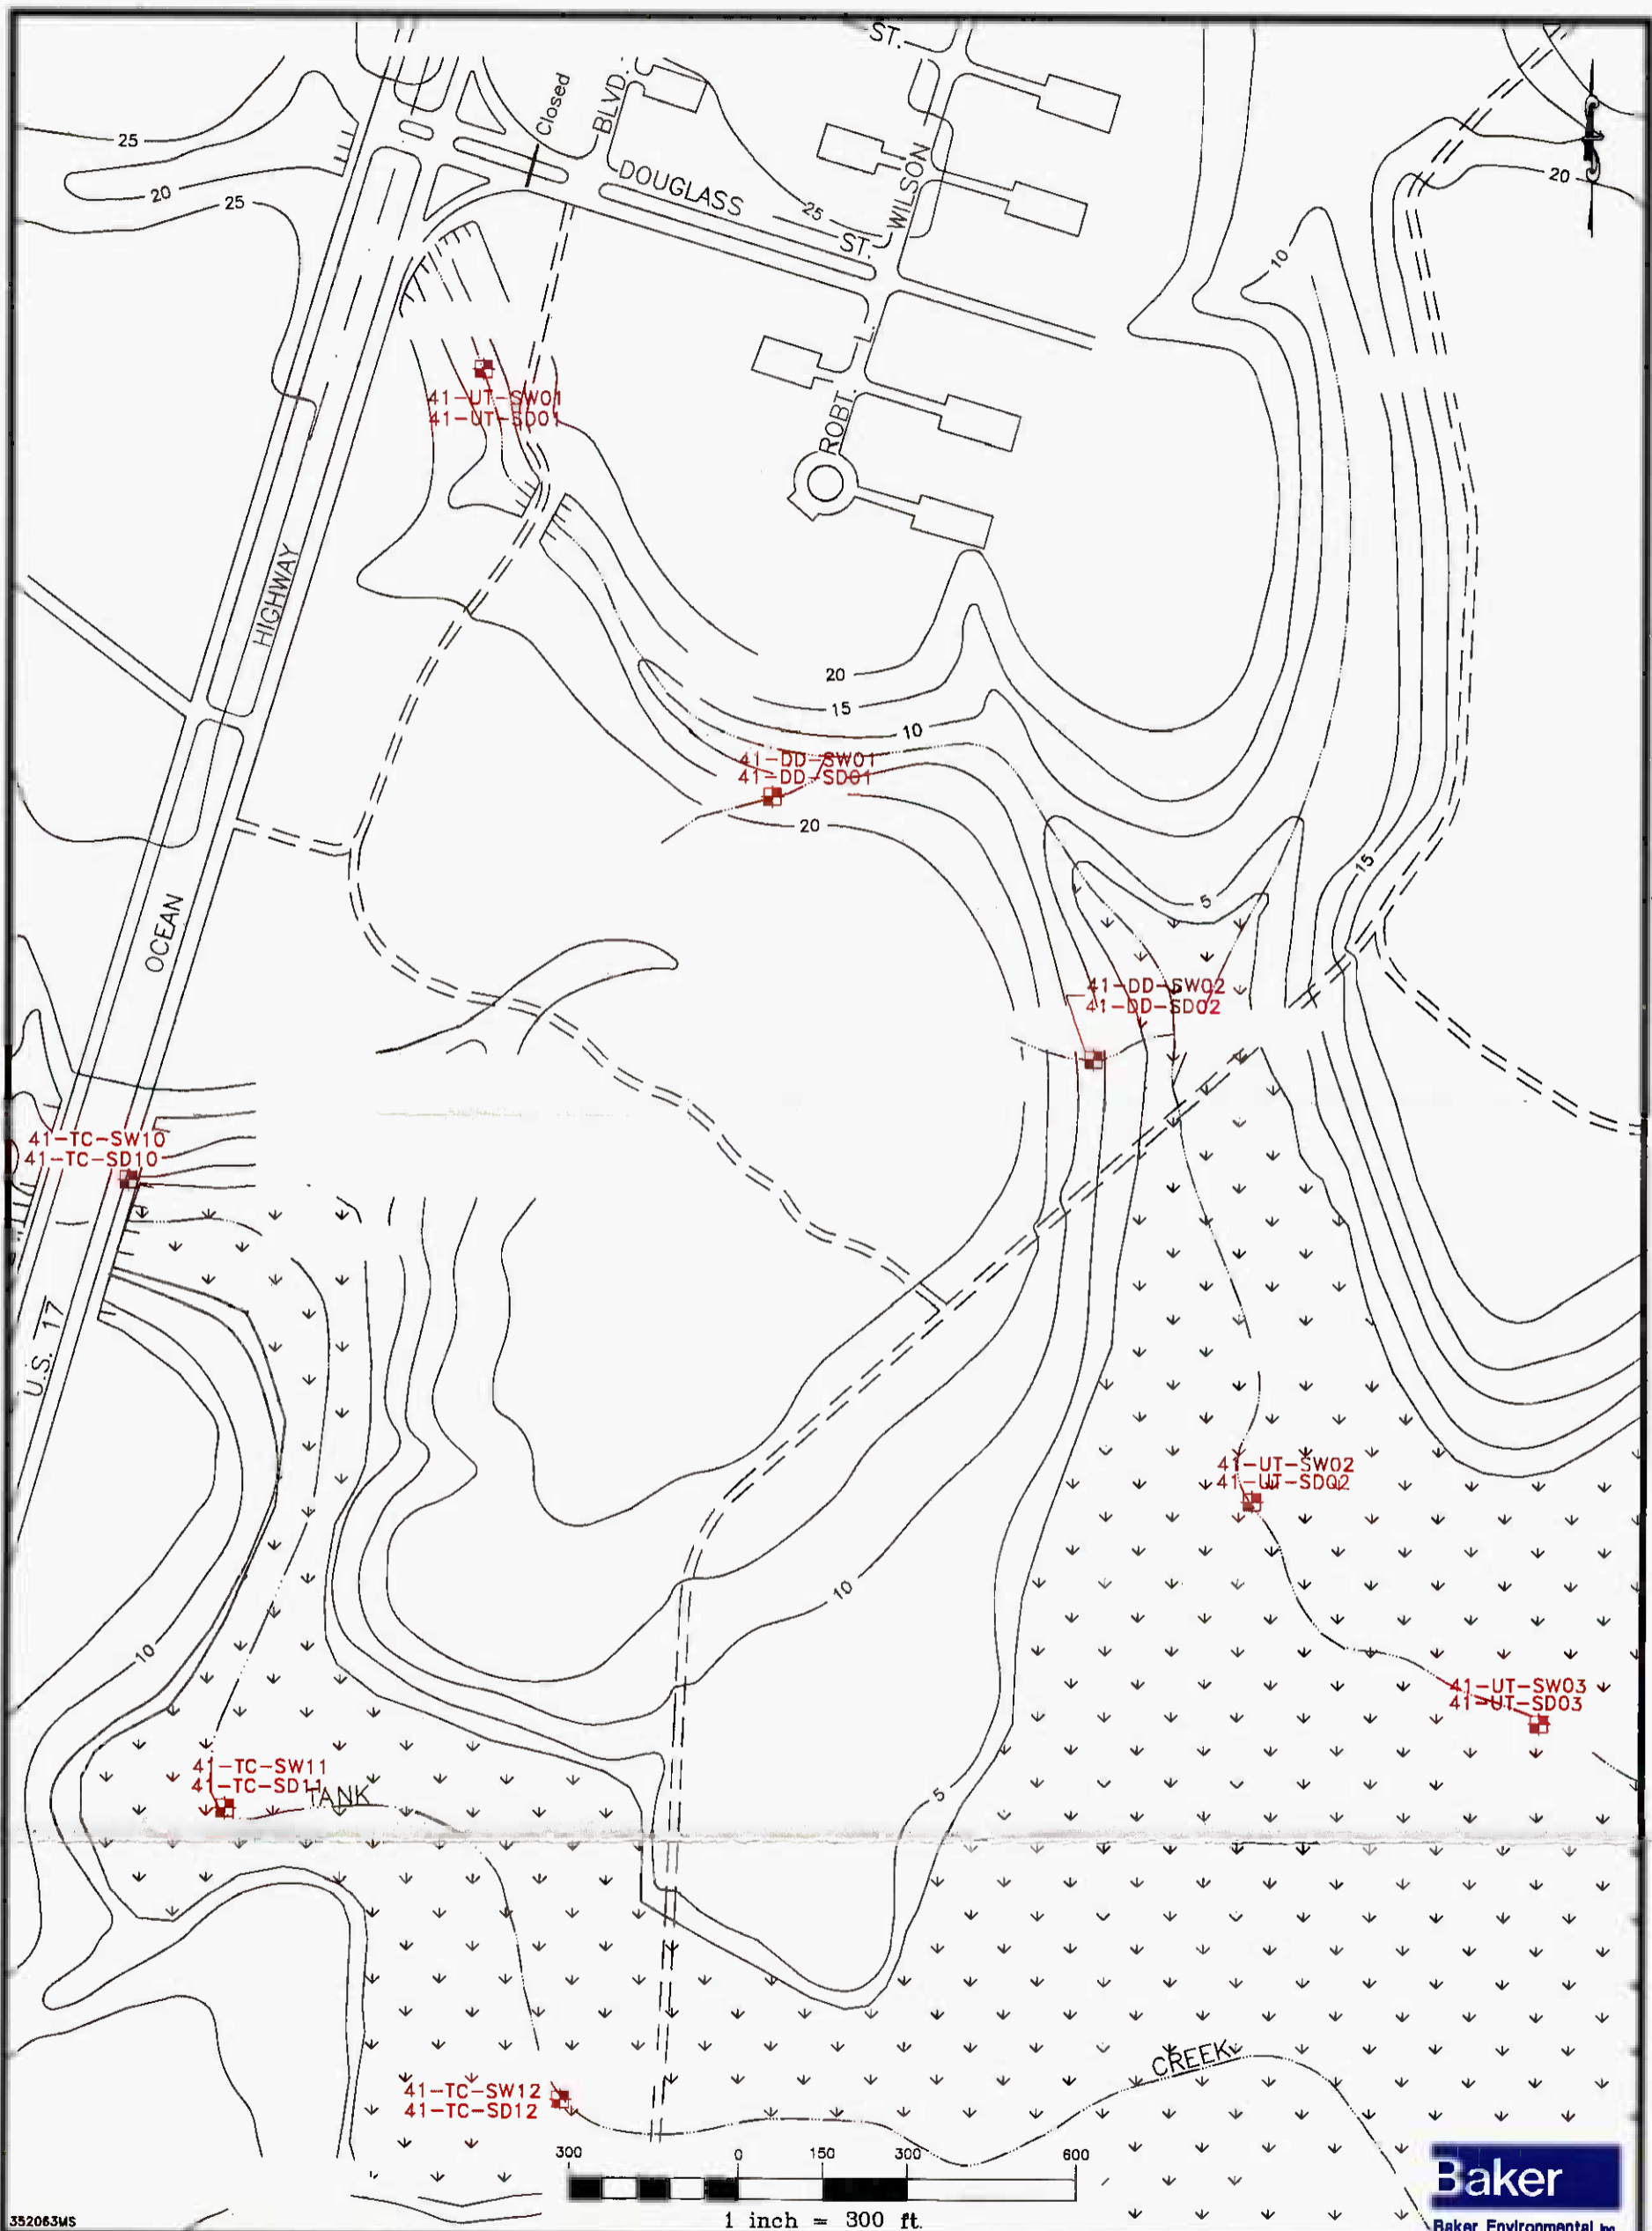 ST.
Closed
BLVD.
25
20
25
DOUGLASS
25
ST.
WILSON
20
10
41-UT-SW01
41-UT-SD01
L.
ROBT.
HIGHWAY
20
15
10
41-DD-SW01
41-DD-SD01
20
15
5
OCEAN
41-DD-SW02
41-DD-SD02
41-TC-SW10
41-TC-SD10
U.S. 17
41-UT-SW02
41-UT-SD02
10
10
41-UT-SW03
41-UT-SD03
41-TC-SW11
41-TC-SD11
TANK
5
CREEK
41-TC-SW12
41-TC-SD12
300 0 150 300 600
1 inch = 300 ft.
352063MS
Baker
Baker Environmental, Inc.